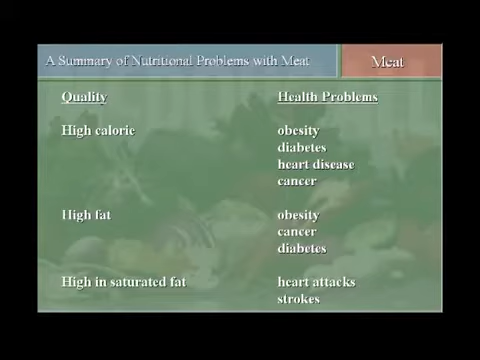 A Summary of Nutritional Problems with Meat
Meat
Quality Health Problems
High calorie obesity
diabetes
heart disease
cancer
High fat obesity
cancer
diabetes
High in saturated fat heart attacks
strokes